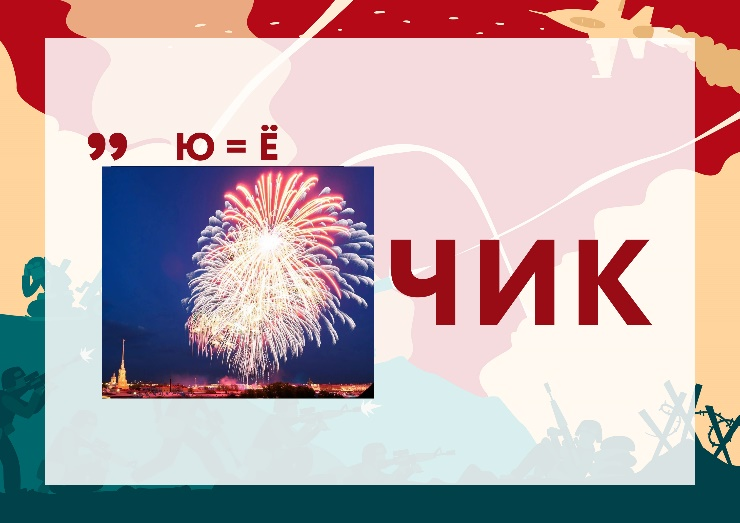 ,, Ю = Ё
ЧИК